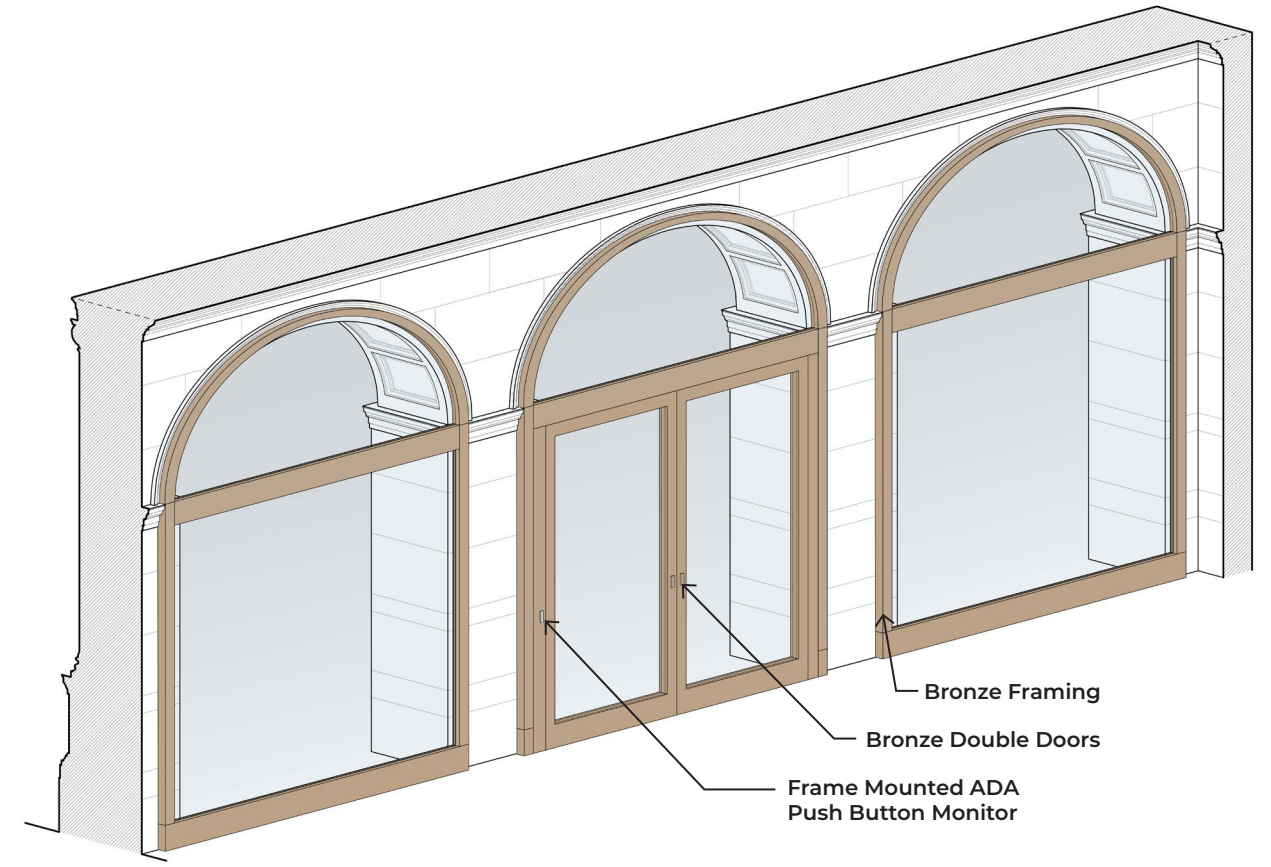 Bronze Framing
Bronze Double Doors
Frame Mounted ADA
Push Button Monitor